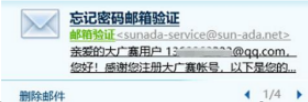 忘记密码邮箱验证
邮箱验证<sunada-service@sun-ada.net>
亲爱的大广赛用户 @qq.com，
您好！感谢您注册大广赛帐号，以下是您的...
删除邮件 1/4